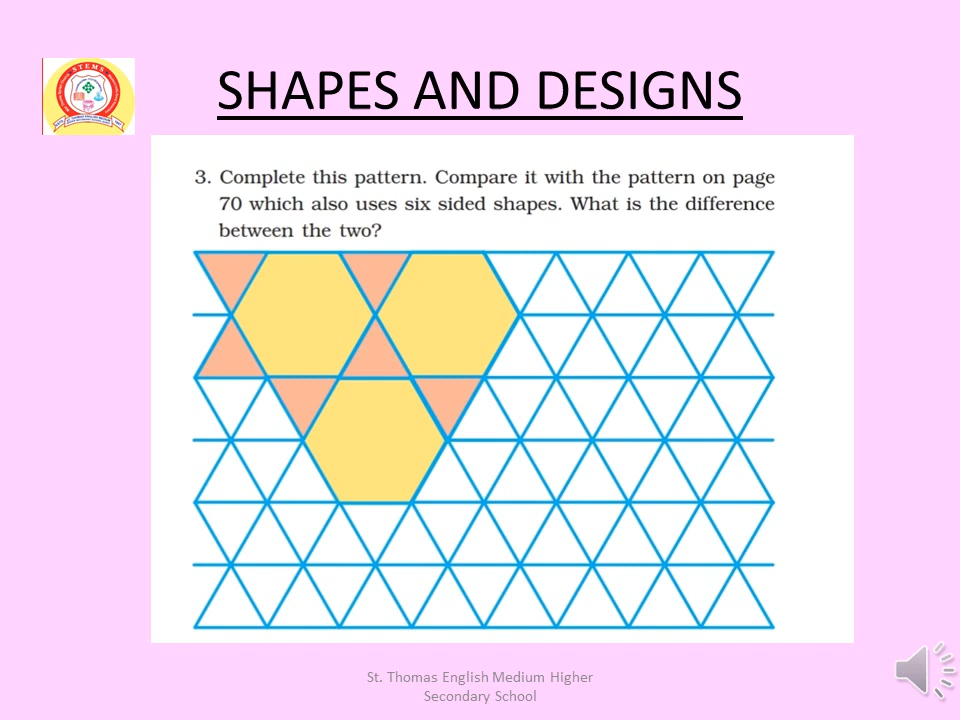 STEMS
SHAPES AND DESIGNS
3. Complete this pattern. Compare it with the pattern on page
70 which also uses six sided shapes. What is the difference
between the two?
St. Thomas English Medium Higher
Secondary School